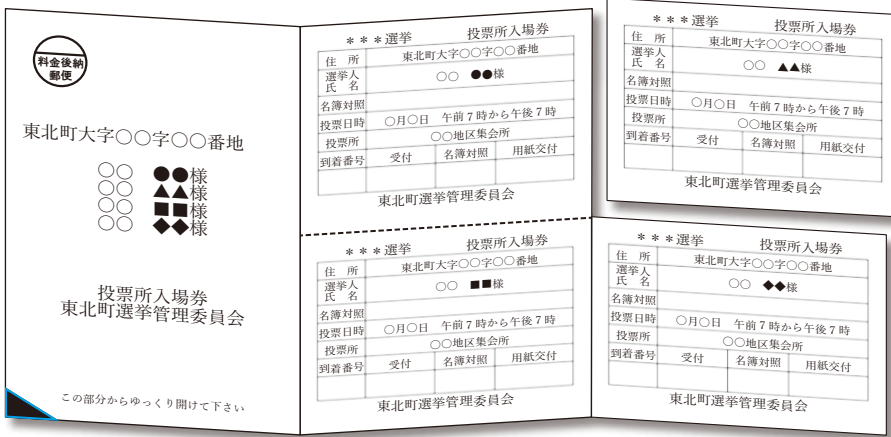 料金後納
郵便
東北町大字○○字○○番地
○○ ●●様
○○ ▲▲様
○○ ■■様
○○ ◆◆様
投票所入場券
東北町選挙管理委員会
この部分からゆっくり開けて下さい
***選挙 投票所入場券
住所 東北町大字○○字○○番地
選挙人
氏名 ○○ ●●様
名簿対照
投票日時 ○月○日 午前7時から午後7時
投票所 ○○地区集会所
到着番号 受付 名簿対照 用紙交付
東北町選挙管理委員会
***選挙 投票所入場券
住所 東北町大字○○字○○番地
選挙人
氏名 ○○ ▲▲様
名簿対照
投票日時 ○月○日 午前7時から午後7時
投票所 ○○地区集会所
到着番号 受付 名簿対照 用紙交付
東北町選挙管理委員会
***選挙 投票所入場券
住所 東北町大字○○字○○番地
選挙人
氏名 ○○ ■■様
名簿対照
投票日時 ○月○日 午前7時から午後7時
投票所 ○○地区集会所
到着番号 受付 名簿対照 用紙交付
東北町選挙管理委員会
***選挙 投票所入場券
住所 東北町大字○○字○○番地
選挙人
氏名 ○○ ◆◆様
名簿対照
投票日時 ○月○日 午前7時から午後7時
投票所 ○○地区集会所
到着番号 受付 名簿対照 用紙交付
東北町選挙管理委員会